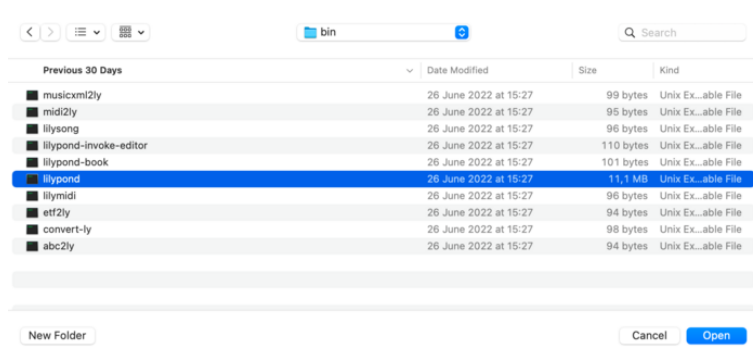 bin
Search
Previous 30 Days Date Modified Size Kind
musicxml2ly 26 June 2022 at 15:27 99 bytes Unix Ex...able File
midi2ly 26 June 2022 at 15:27 95 bytes Unix Ex...able File
lilysong 26 June 2022 at 15:27 96 bytes Unix Ex...able File
lilypond-invoke-editor 26 June 2022 at 15:27 110 bytes Unix Ex...able File
lilypond-book 26 June 2022 at 15:27 101 bytes Unix Ex...able File
lilypond 26 June 2022 at 15:27 11,1 MB Unix Ex...able File
lilymidi 26 June 2022 at 15:27 96 bytes Unix Ex...able File
etf2ly 26 June 2022 at 15:27 94 bytes Unix Ex...able File
convert-ly 26 June 2022 at 15:27 98 bytes Unix Ex...able File
abc2ly 26 June 2022 at 15:27 94 bytes Unix Ex...able File
New Folder Cancel Open